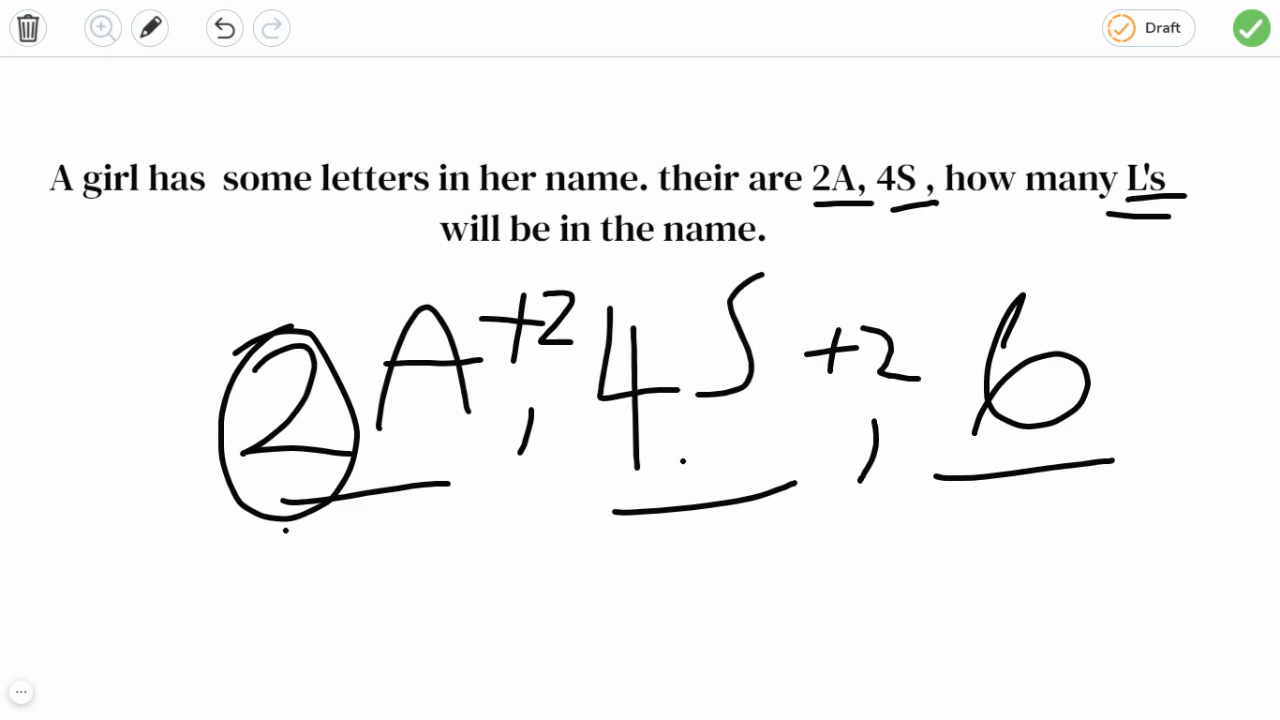 Draft
A girl has some letters in her name. their are 2A, 4S , how many L's
will be in the name.
2A +2, 4S +2, 6